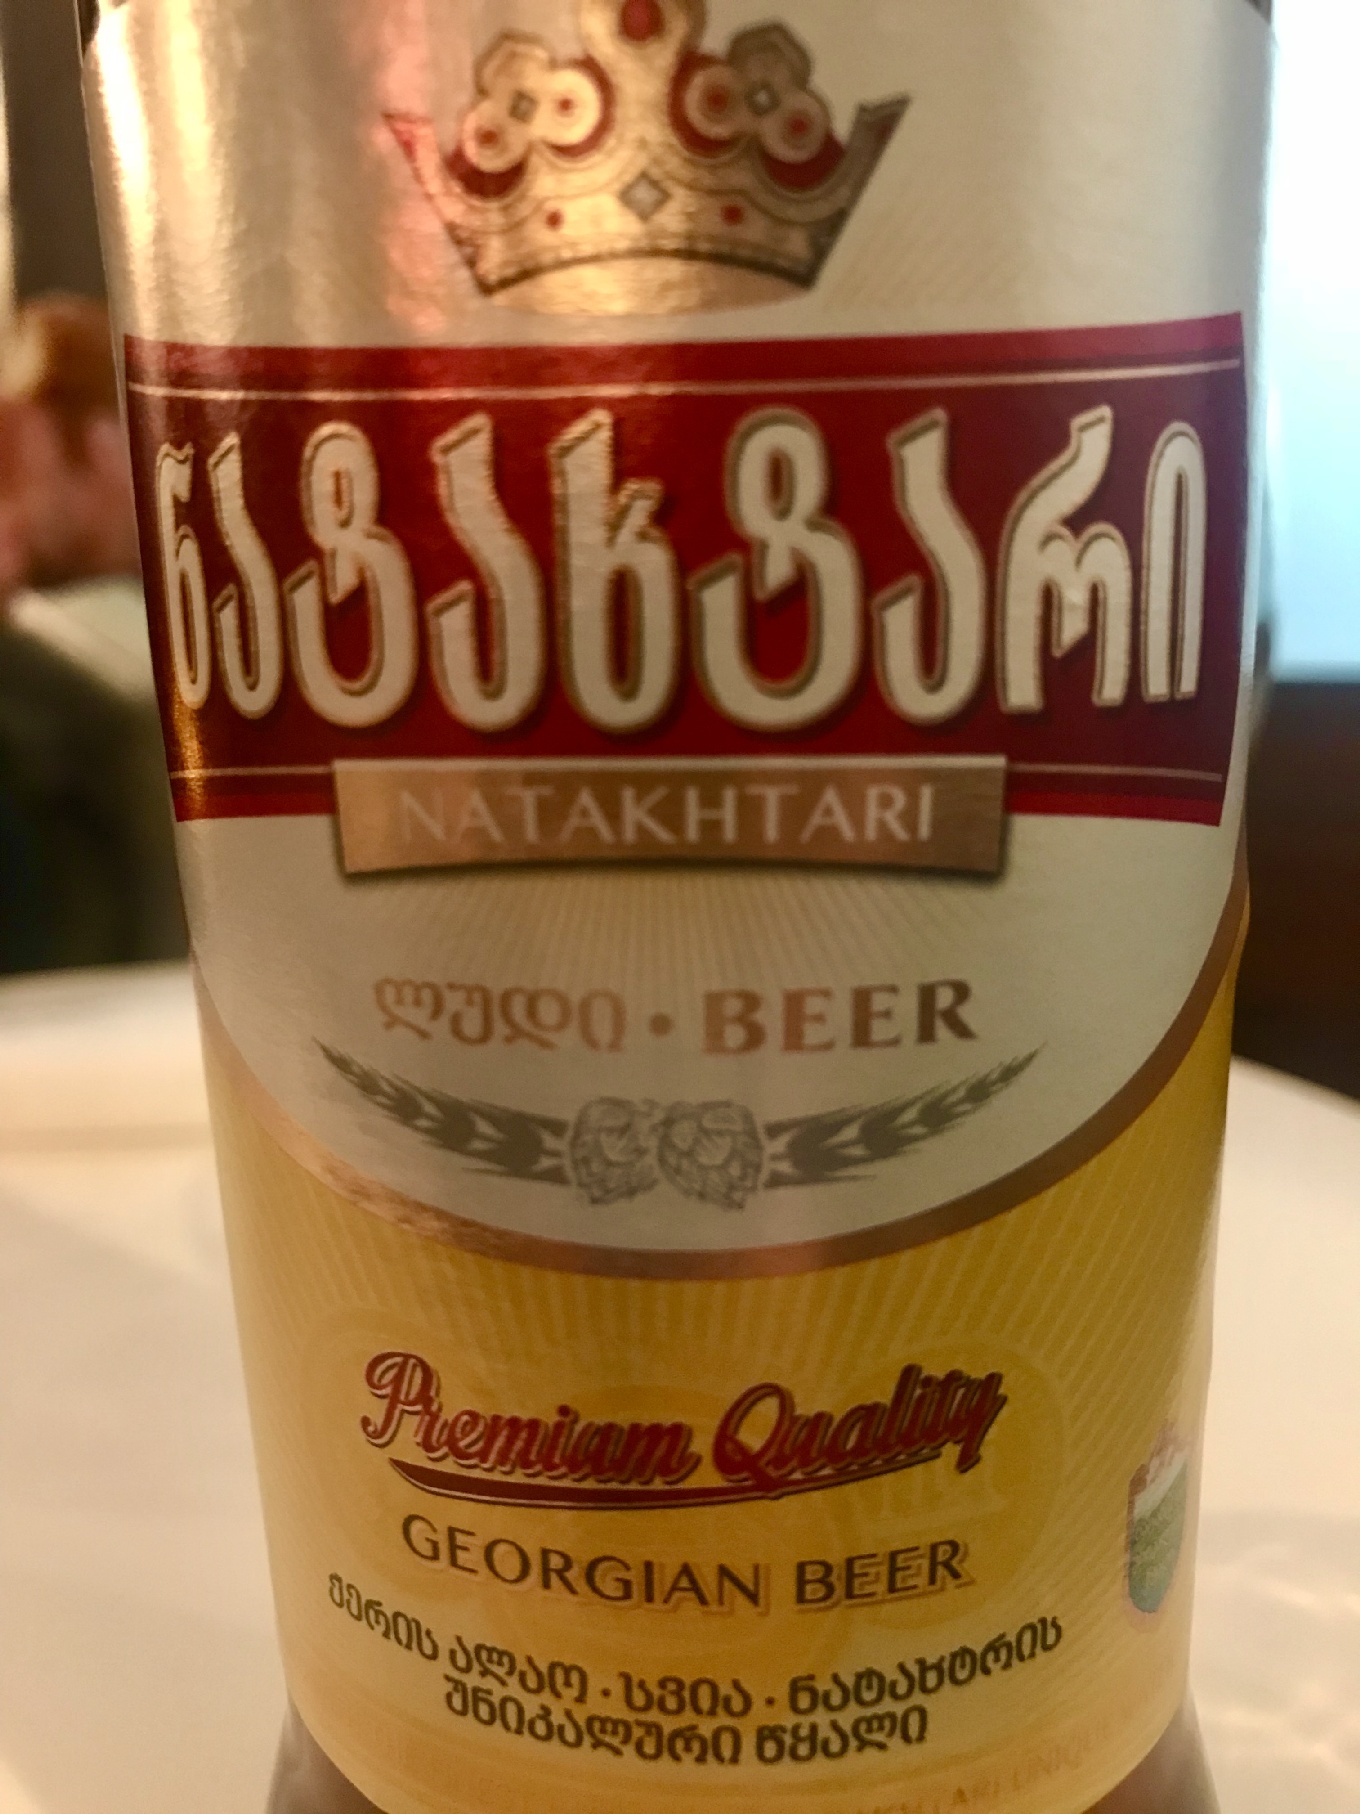 ნატახტარი
NATAKHTARI
ლუდი • BEER
Premium Quality
GEORGIAN BEER
ქერის ალაო • სვია • ნატახტრის
უნიკალური წყალი